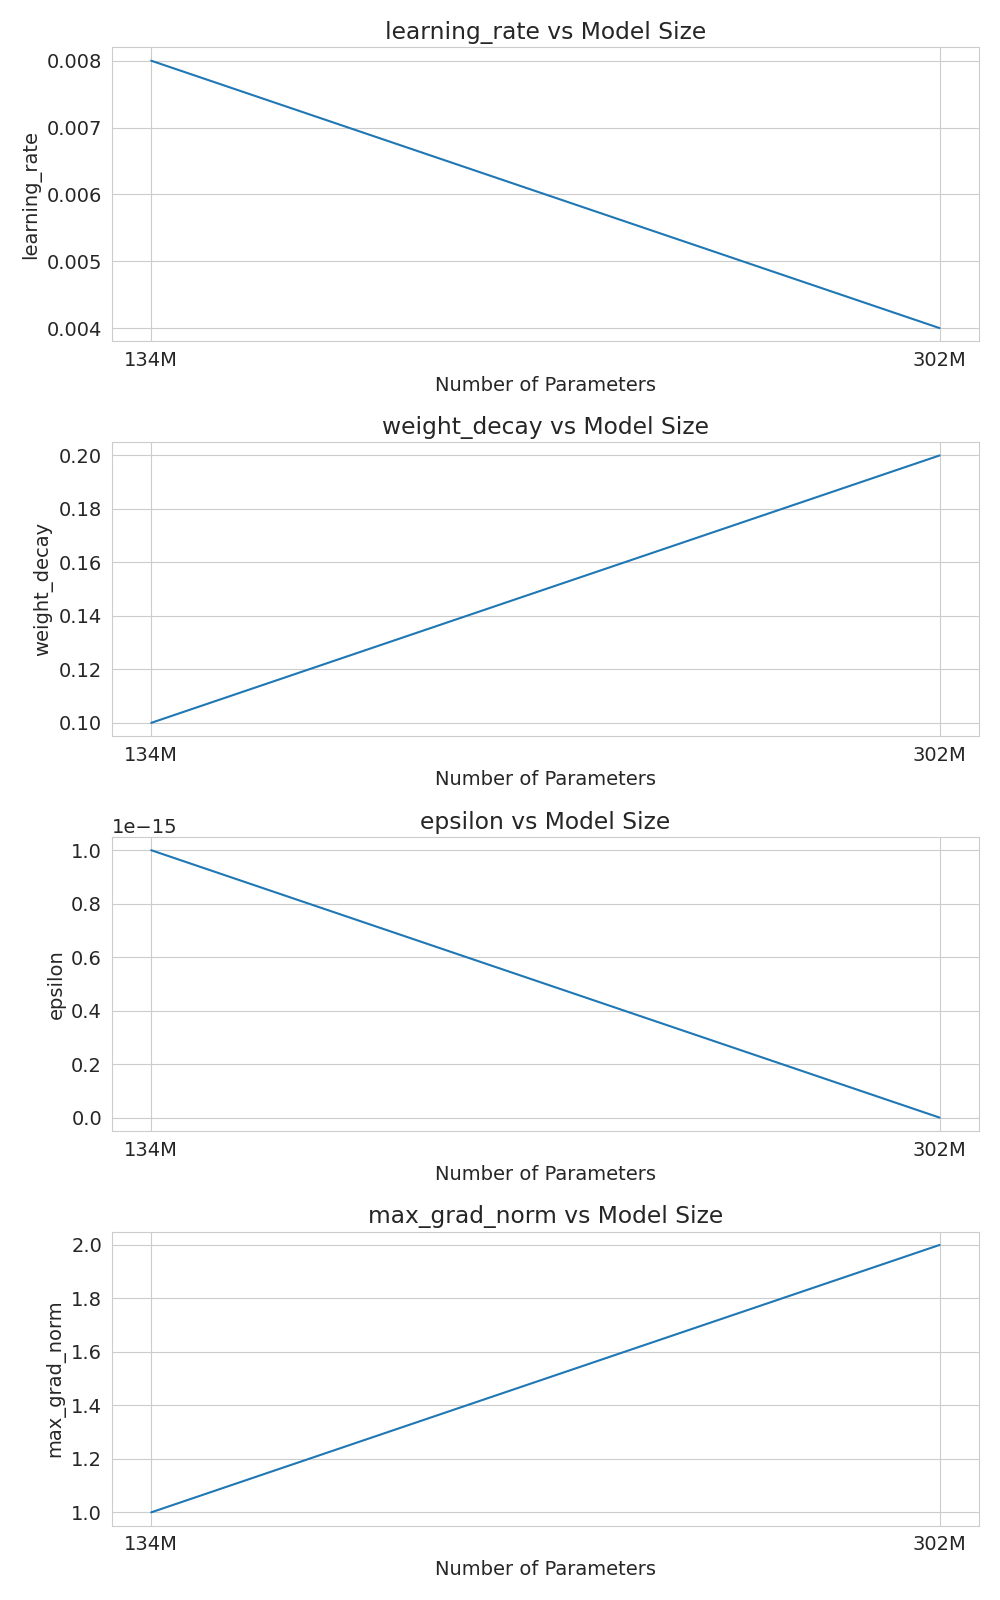 learning_rate vs Model Size
learning_rate
0.008
0.007
0.006
0.005
0.004
134M 302M
Number of Parameters
weight_decay vs Model Size
weight_decay
0.20
0.18
0.16
0.14
0.12
0.10
134M 302M
Number of Parameters
epsilon vs Model Size
1e−15
epsilon
1.0
0.8
0.6
0.4
0.2
0.0
134M 302M
Number of Parameters
max_grad_norm vs Model Size
max_grad_norm
2.0
1.8
1.6
1.4
1.2
1.0
134M 302M
Number of Parameters